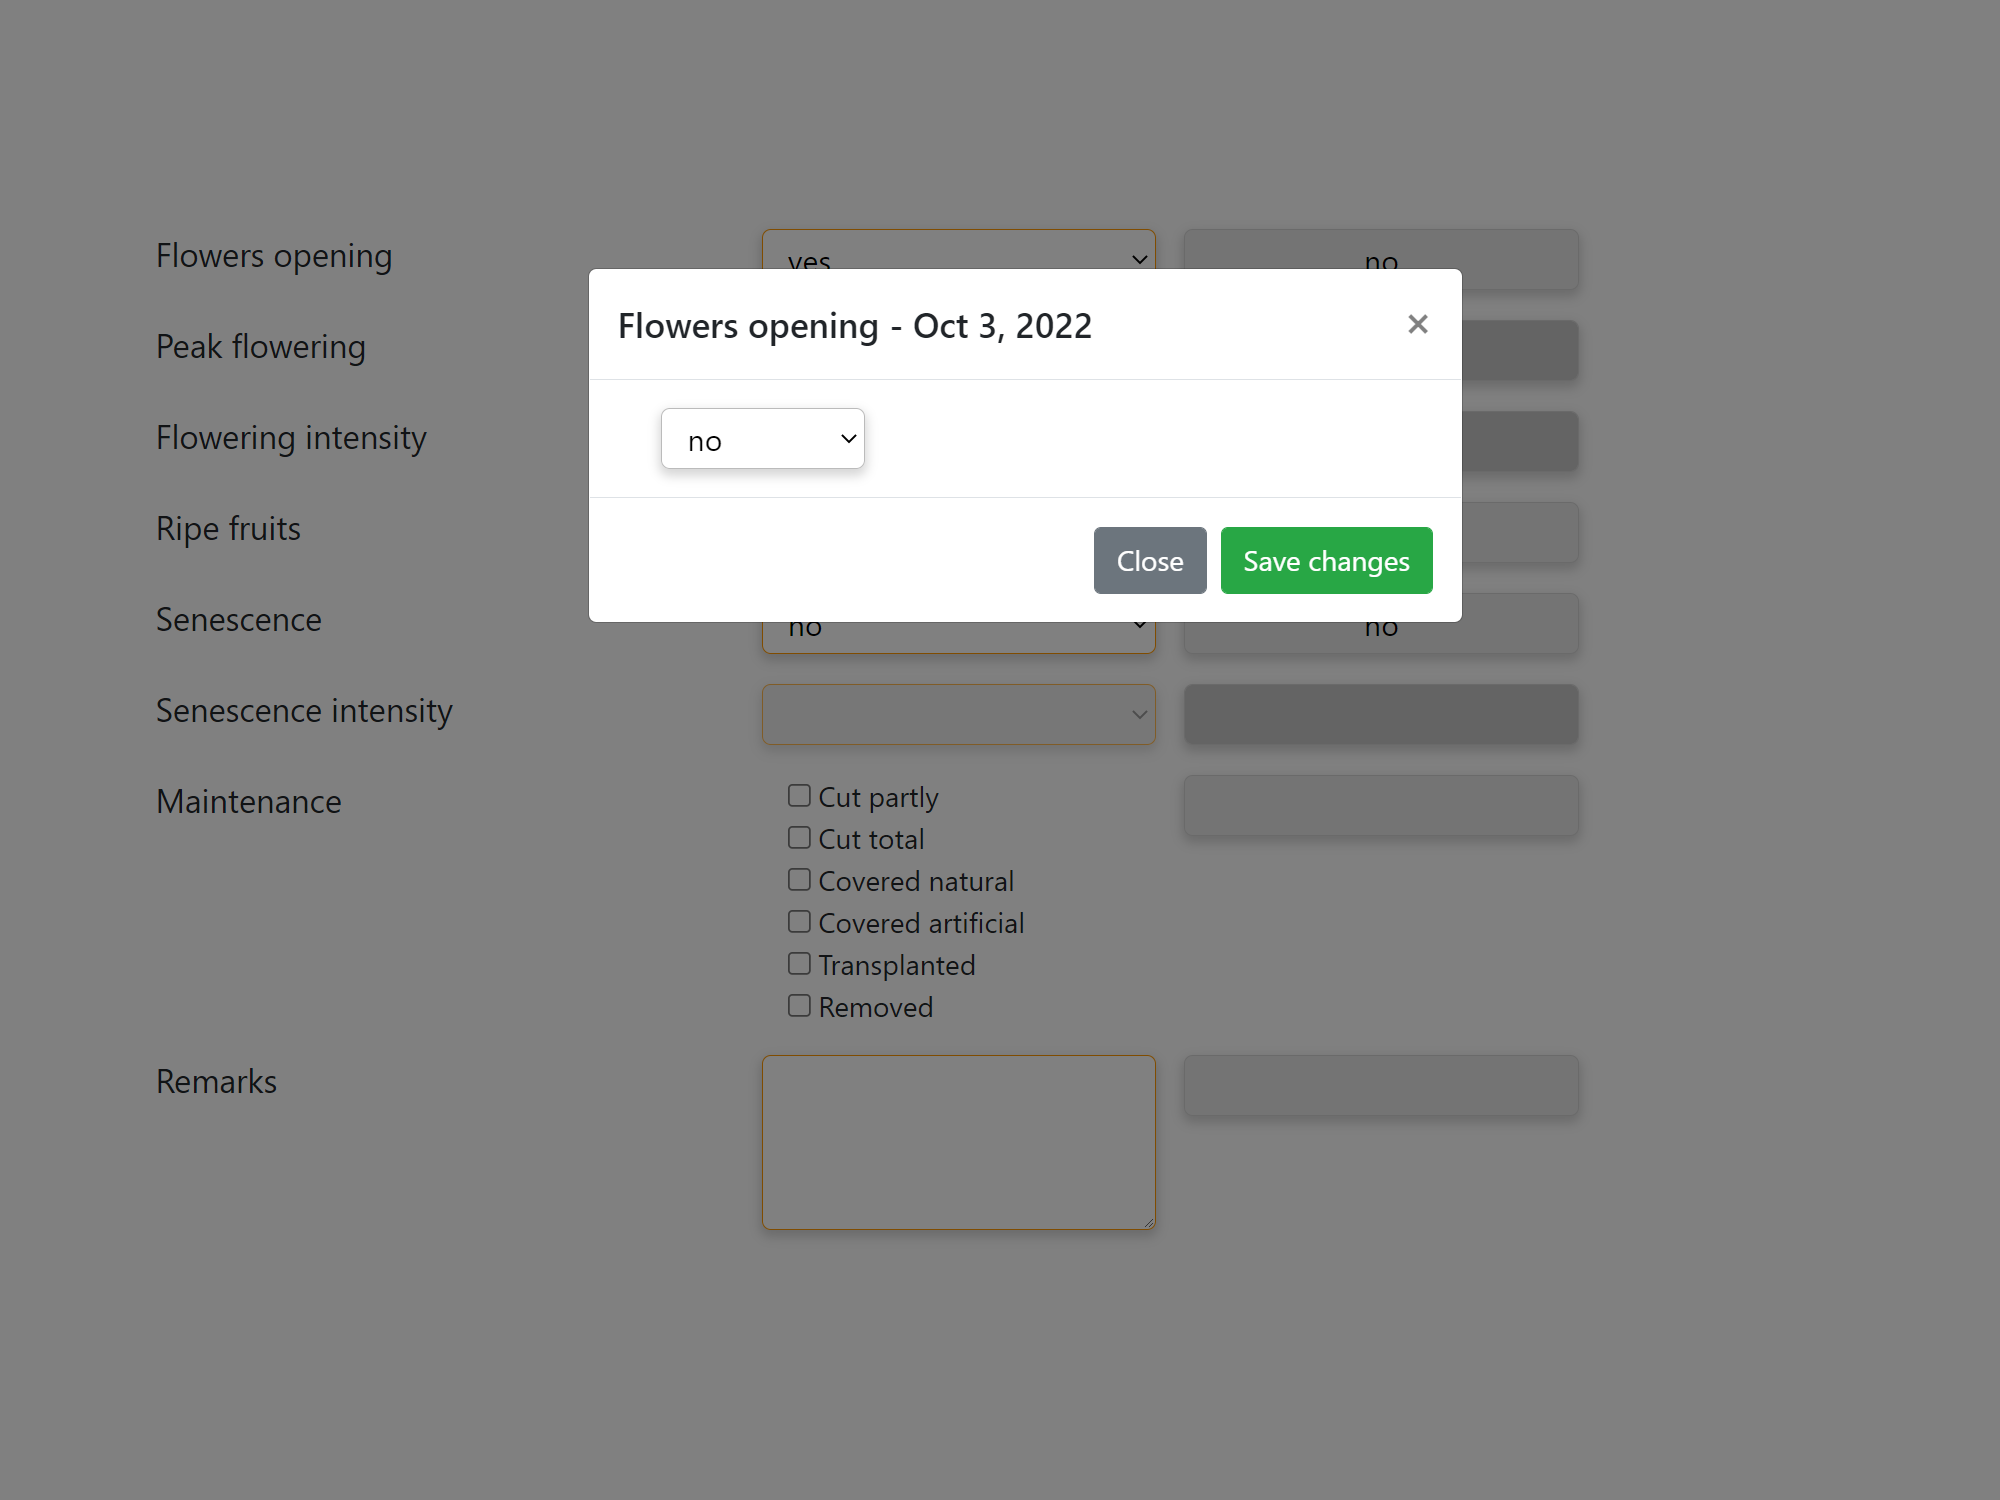 Flowers opening
yes
no
Flowers opening - Oct 3, 2022
×
Peak flowering
no
Flowering intensity
Ripe fruits
Close
Save changes
Senescence
no
no
Senescence intensity
Maintenance
Cut partly
Cut total
Covered natural
Covered artificial
Transplanted
Removed
Remarks